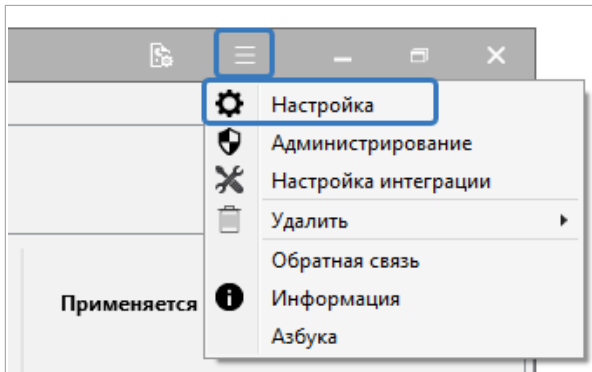 Настройка
Администрирование
Настройка интеграции
Удалить
Обратная связь
Применяется
Информация
Азбука